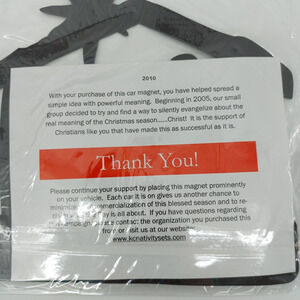 2010
With your purchase of this car magnet, you have helped spread a
simple idea with powerful meaning. Beginning in 2005, our small
group decided to try and find a way to silently evangelize about the
real meaning of the Christmas season......Christ! It is the support of
Christians like you that have made this as successful as it is.
Thank You!
Please continue your support by placing this magnet prominently
on your vehicle. Each car it is on gives us another chance to
minimize commercialization of this blessed season and to re-
day is all about. If you have questions regarding
contact the organization you purchased this
from or visit us at our website:
www.kcnativitysets.com